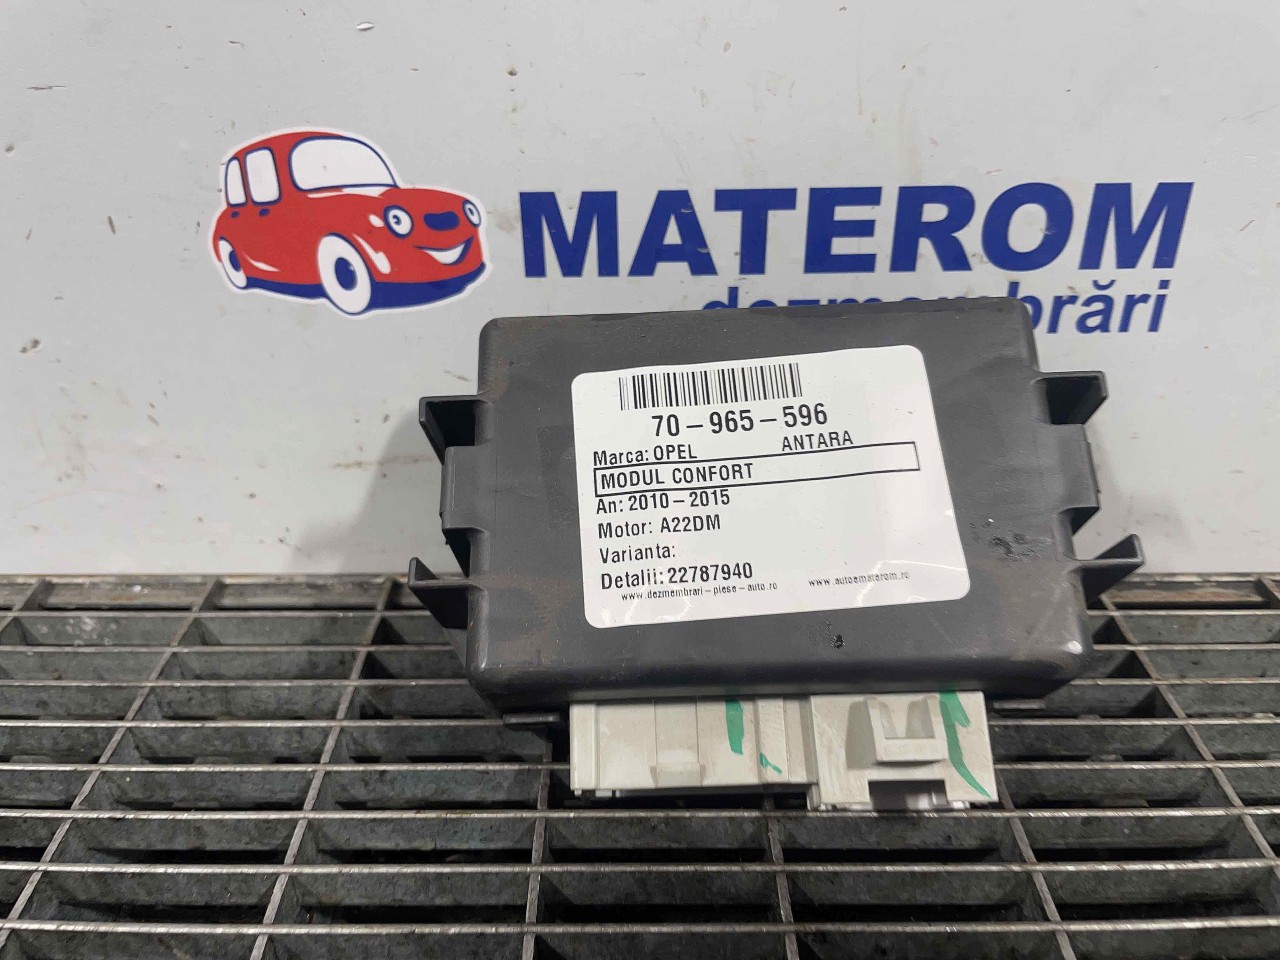 MATEROM
dezmembrări
70-965-596
Marca: OPEL ANTARA
MODUL CONFORT
An: 2010-2015
Motor: A22DM
Varianta:
Detalii: 22787940
www.dezmembrari-piese-auto.ro www.autoematerom.ro